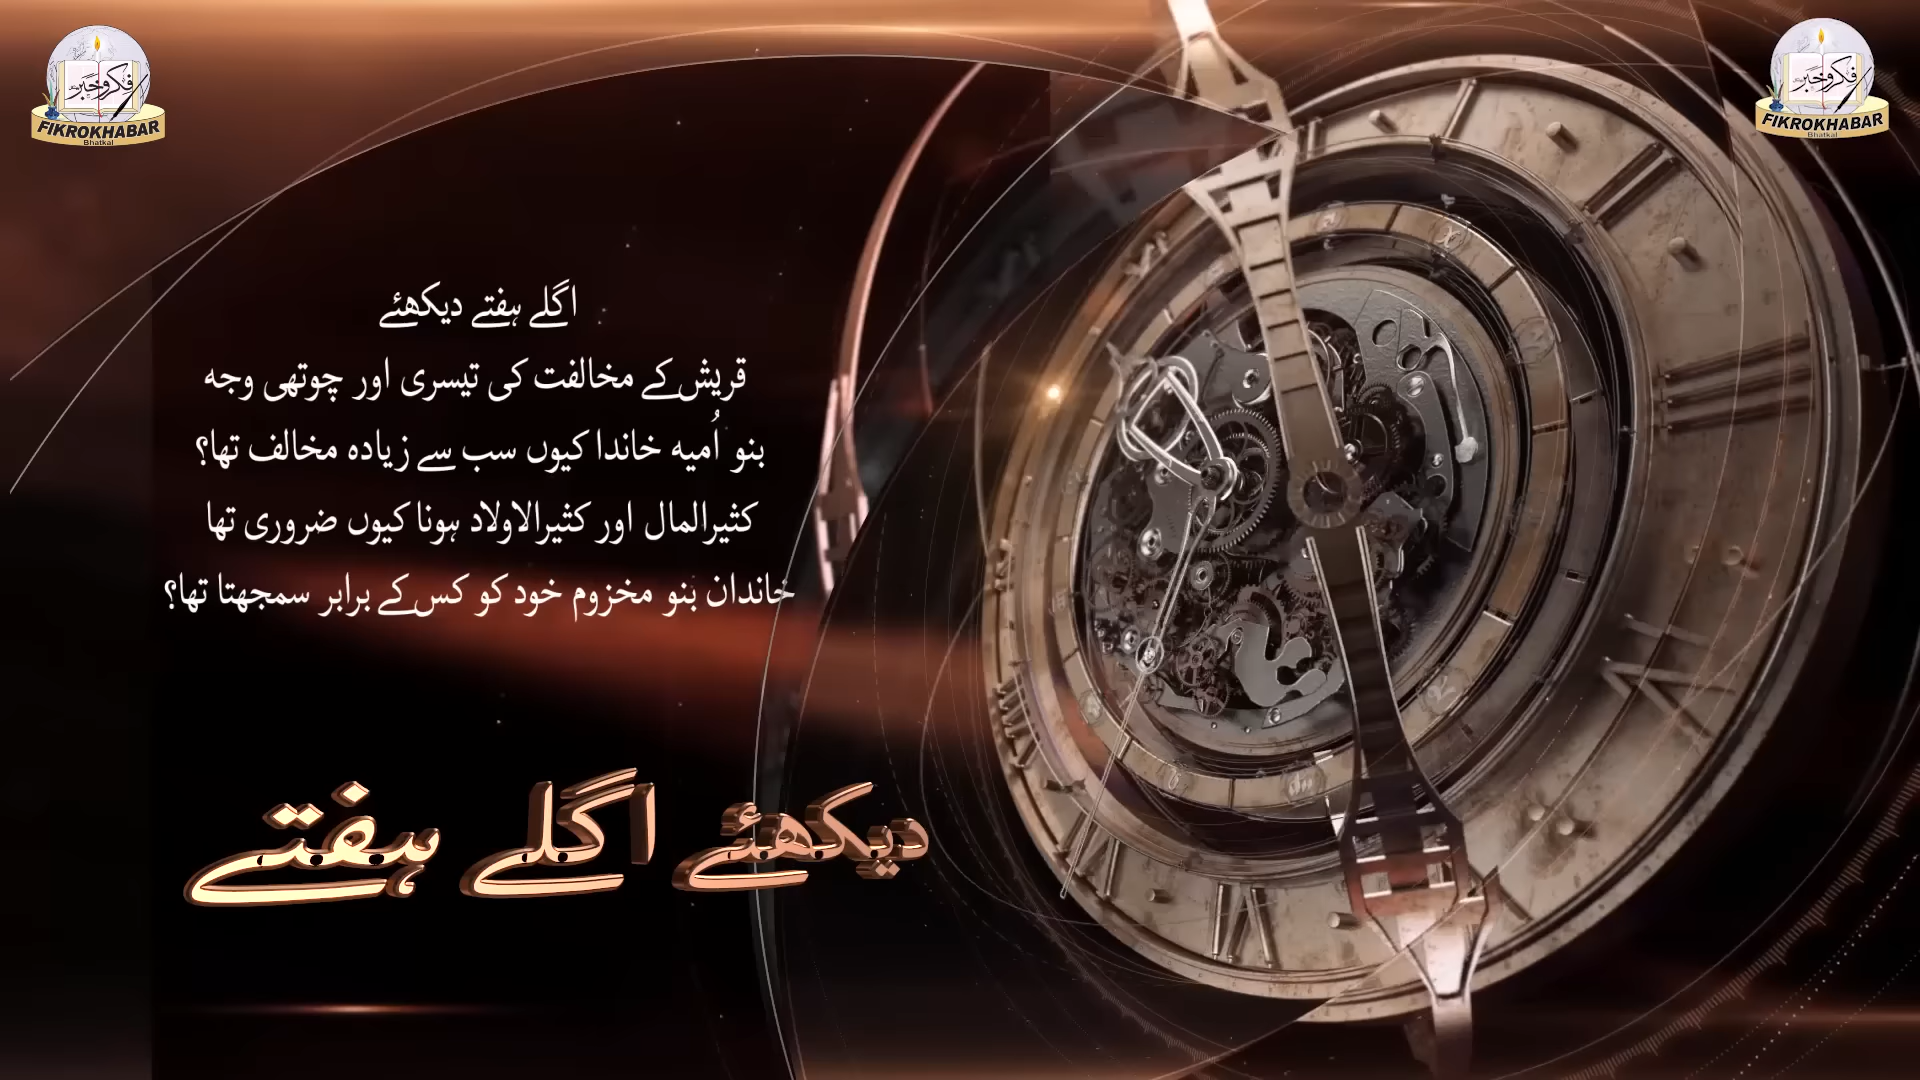 فکروخبر
FIKROKHABAR
Bhatkal
فکروخبر
FIKROKHABAR
Bhatkal
اگلے ہفتے دیکھئے
قریش کے مخالفت کی تیسری اور چوتھی وجہ
بنو اُمیہ خاندا کیوں سب سے زیادہ مخالف تھا؟
کثیرالمال اور کثیرالاولاد ہونا کیوں ضروری تھا
خاندان بنو مخزوم خود کو کس کے برابر سمجھتا تھا؟
دیکھئے اگلے ہفتے